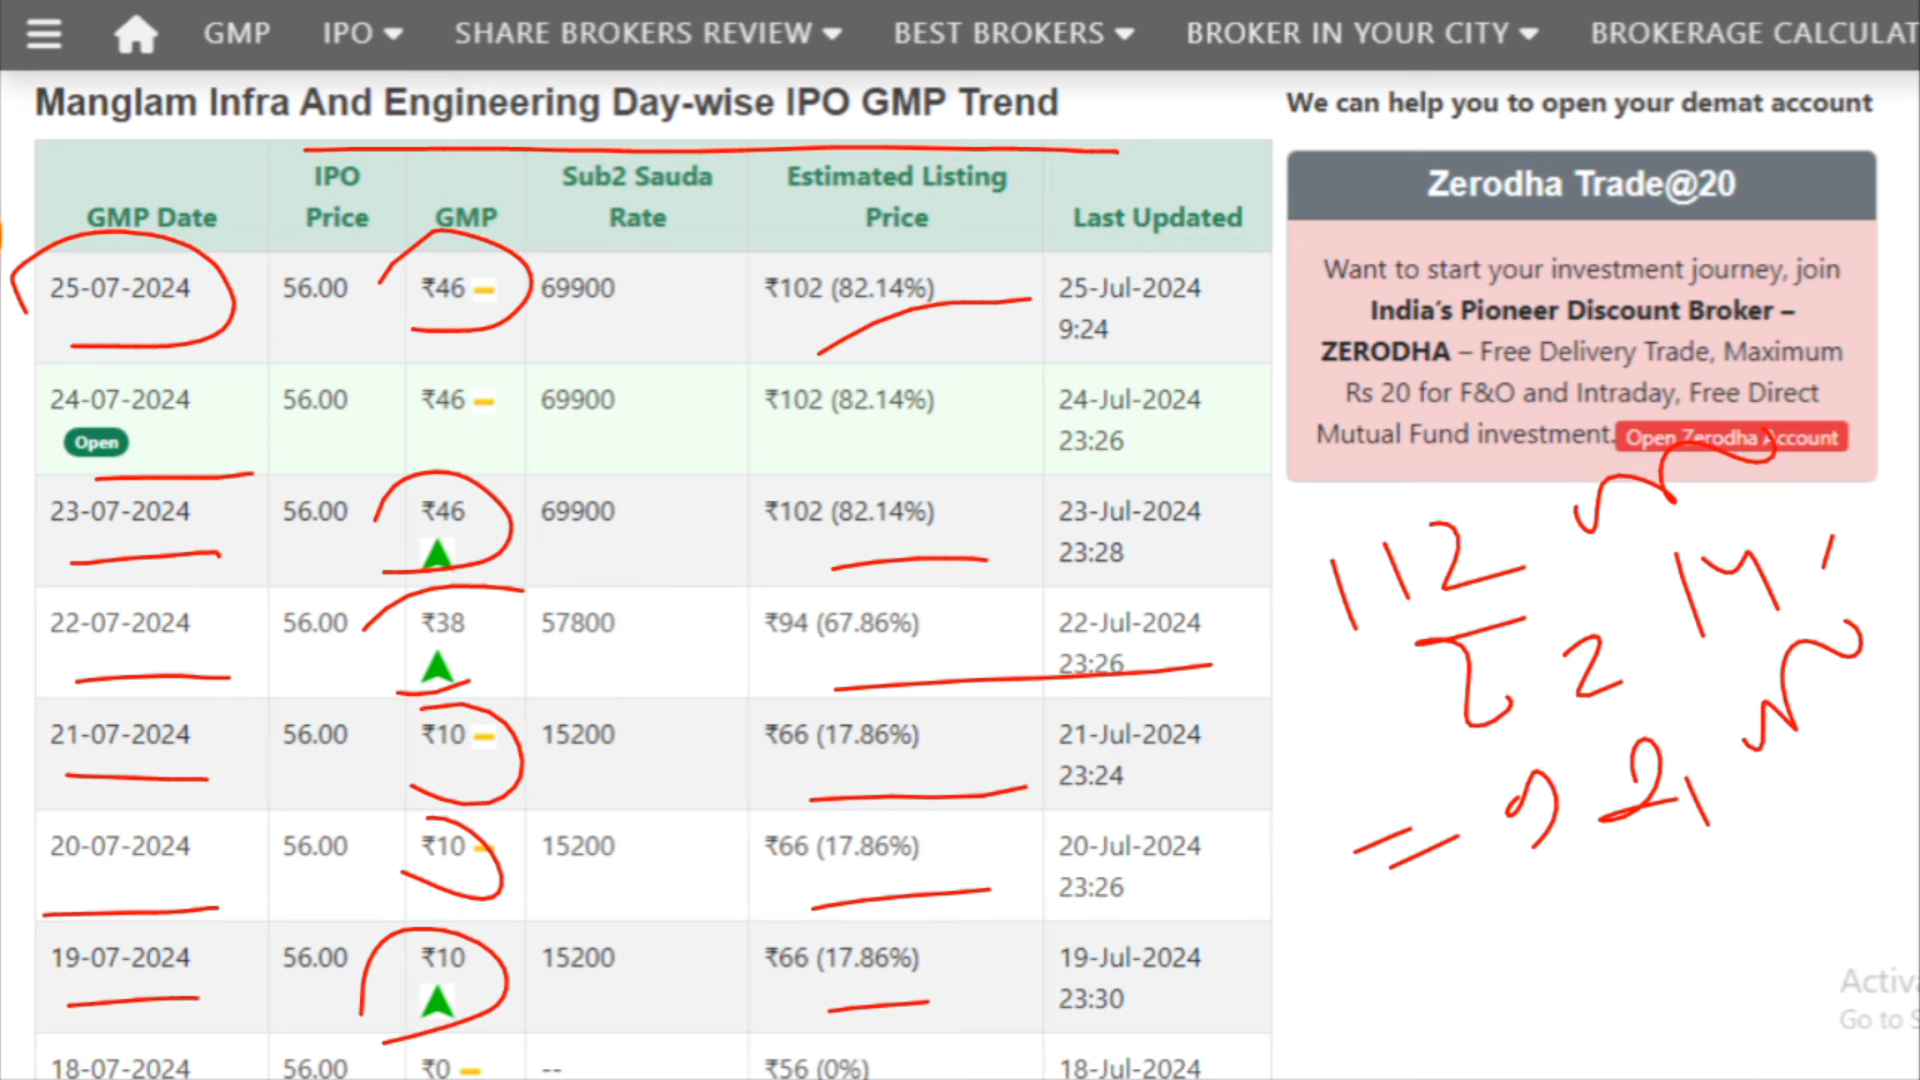 GMP IPO SHARE BROKERS REVIEW BEST BROKERS BROKER IN YOUR CITY BROKERAGE CALCULAT
Manglam Infra And Engineering Day-wise IPO GMP Trend
GMP Date IPO Price GMP Sub2 Sauda Rate Estimated Listing Price Last Updated
25-07-2024 56.00 ₹46 69900 ₹102 (82.14%) 25-Jul-2024 9:24
24-07-2024 Open 56.00 ₹46 69900 ₹102 (82.14%) 24-Jul-2024 23:26
23-07-2024 56.00 ₹46 69900 ₹102 (82.14%) 23-Jul-2024 23:28
22-07-2024 56.00 ₹38 57800 ₹94 (67.86%) 22-Jul-2024 23:26
21-07-2024 56.00 ₹10 15200 ₹66 (17.86%) 21-Jul-2024 23:24
20-07-2024 56.00 ₹10 15200 ₹66 (17.86%) 20-Jul-2024 23:26
19-07-2024 56.00 ₹10 15200 ₹66 (17.86%) 19-Jul-2024 23:30
18-07-2024 56.00 ₹0 -- ₹56 (0%) 18-Jul-2024
We can help you to open your demat account
Zerodha Trade@20
Want to start your investment journey, join
India's Pioneer Discount Broker –
ZERODHA – Free Delivery Trade, Maximum
Rs 20 for F&O and Intraday, Free Direct
Mutual Fund investment. Open Zerodha Account
112
Activa
Go to S